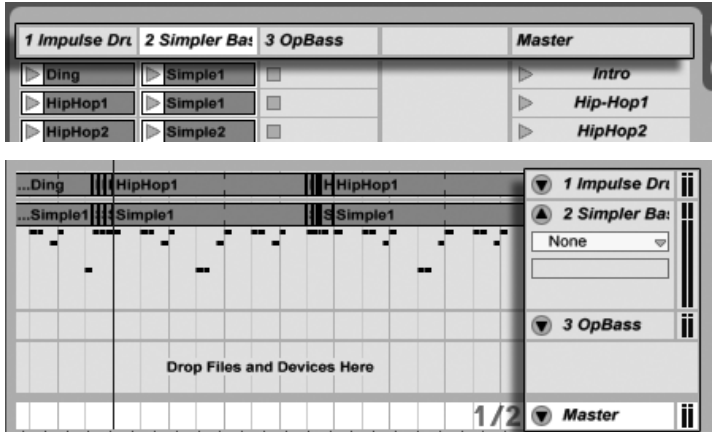 1 Impulse Dru 2 Simpler Bas 3 OpBass Master
Ding Simple1 Intro
HipHop1 Simple1 Hip-Hop1
HipHop2 Simple2 HipHop2
...Ding HipHop1 H HipHop1 1 Impulse Dru
...Simple1 S Simple1 S Simple1 2 Simpler Bas
None
3 OpBass
Drop Files and Devices Here
1/2 Master